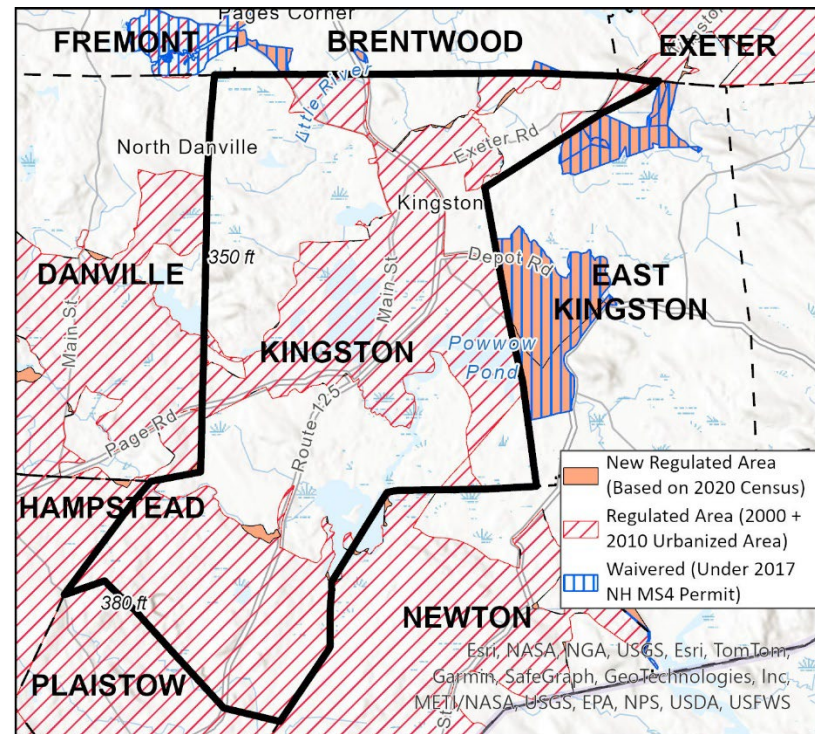 Pages Corner
FREMONT
BRENTWOOD
EXETER
Little River
North Danville
Exeter Rd
Kingston
350 ft
Depot Rd
DANVILLE
EAST
KINGSTON
Main St
Main St
KINGSTON
Powwow
Pond
Page Rd
Route 125
HAMPSTEAD
New Regulated Area
(Based on 2020 Census)
Regulated Area (2000 +
2010 Urbanized Area)
Waivered (Under 2017
NH MS4 Permit)
380 ft
NEWTON
PLAISTOW
Esri, NASA, NGA, USGS, Esri, TomTom,
Garmin, SafeGraph, GeoTechnologies, Inc,
METI/NASA, USGS, EPA, NPS, USDA, USFWS